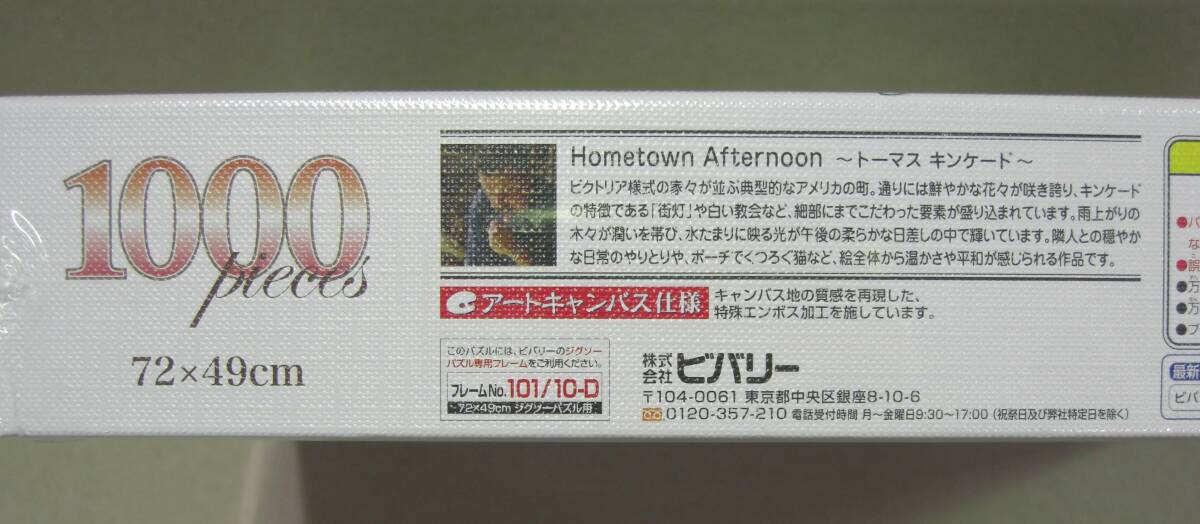 1000
pieces
72×49cm
Hometown Afternoon ～トーマス キンケード～
ビクトリア様式の家々が並ぶ典型的なアメリカの町。通りには鮮やかな花々が咲き誇り、キンケード
の特徴である「街灯」や白い教会など、細部にまでこだわった要素が盛り込まれています。雨上がりの
木々が潤いを帯び、水たまりに映る光が午後の柔らかな日差しの中で輝いています。隣人との穏やか
な日常のやりとりや、ポーチでくつろぐ猫など、絵全体から温かさや平和が感じられる作品です。
アートキャンバス仕様
キャンバス地の質感を再現した、
特殊エンボス加工を施しています。
このパズルには、ビバリーのジグソー
パズル専用フレームをご利用ください。
フレームNo.101/10-D
72×49cm ジグソーパズル用
株式会社 ビバリー
〒104-0061 東京都中央区銀座8-10-6
0120-357-210 電話受付時間 月～金曜日9:30～17:00（祝祭日及び弊社特定日を除く）
●パ
な
●誤
●万
●万
●プ
最新
ビバ